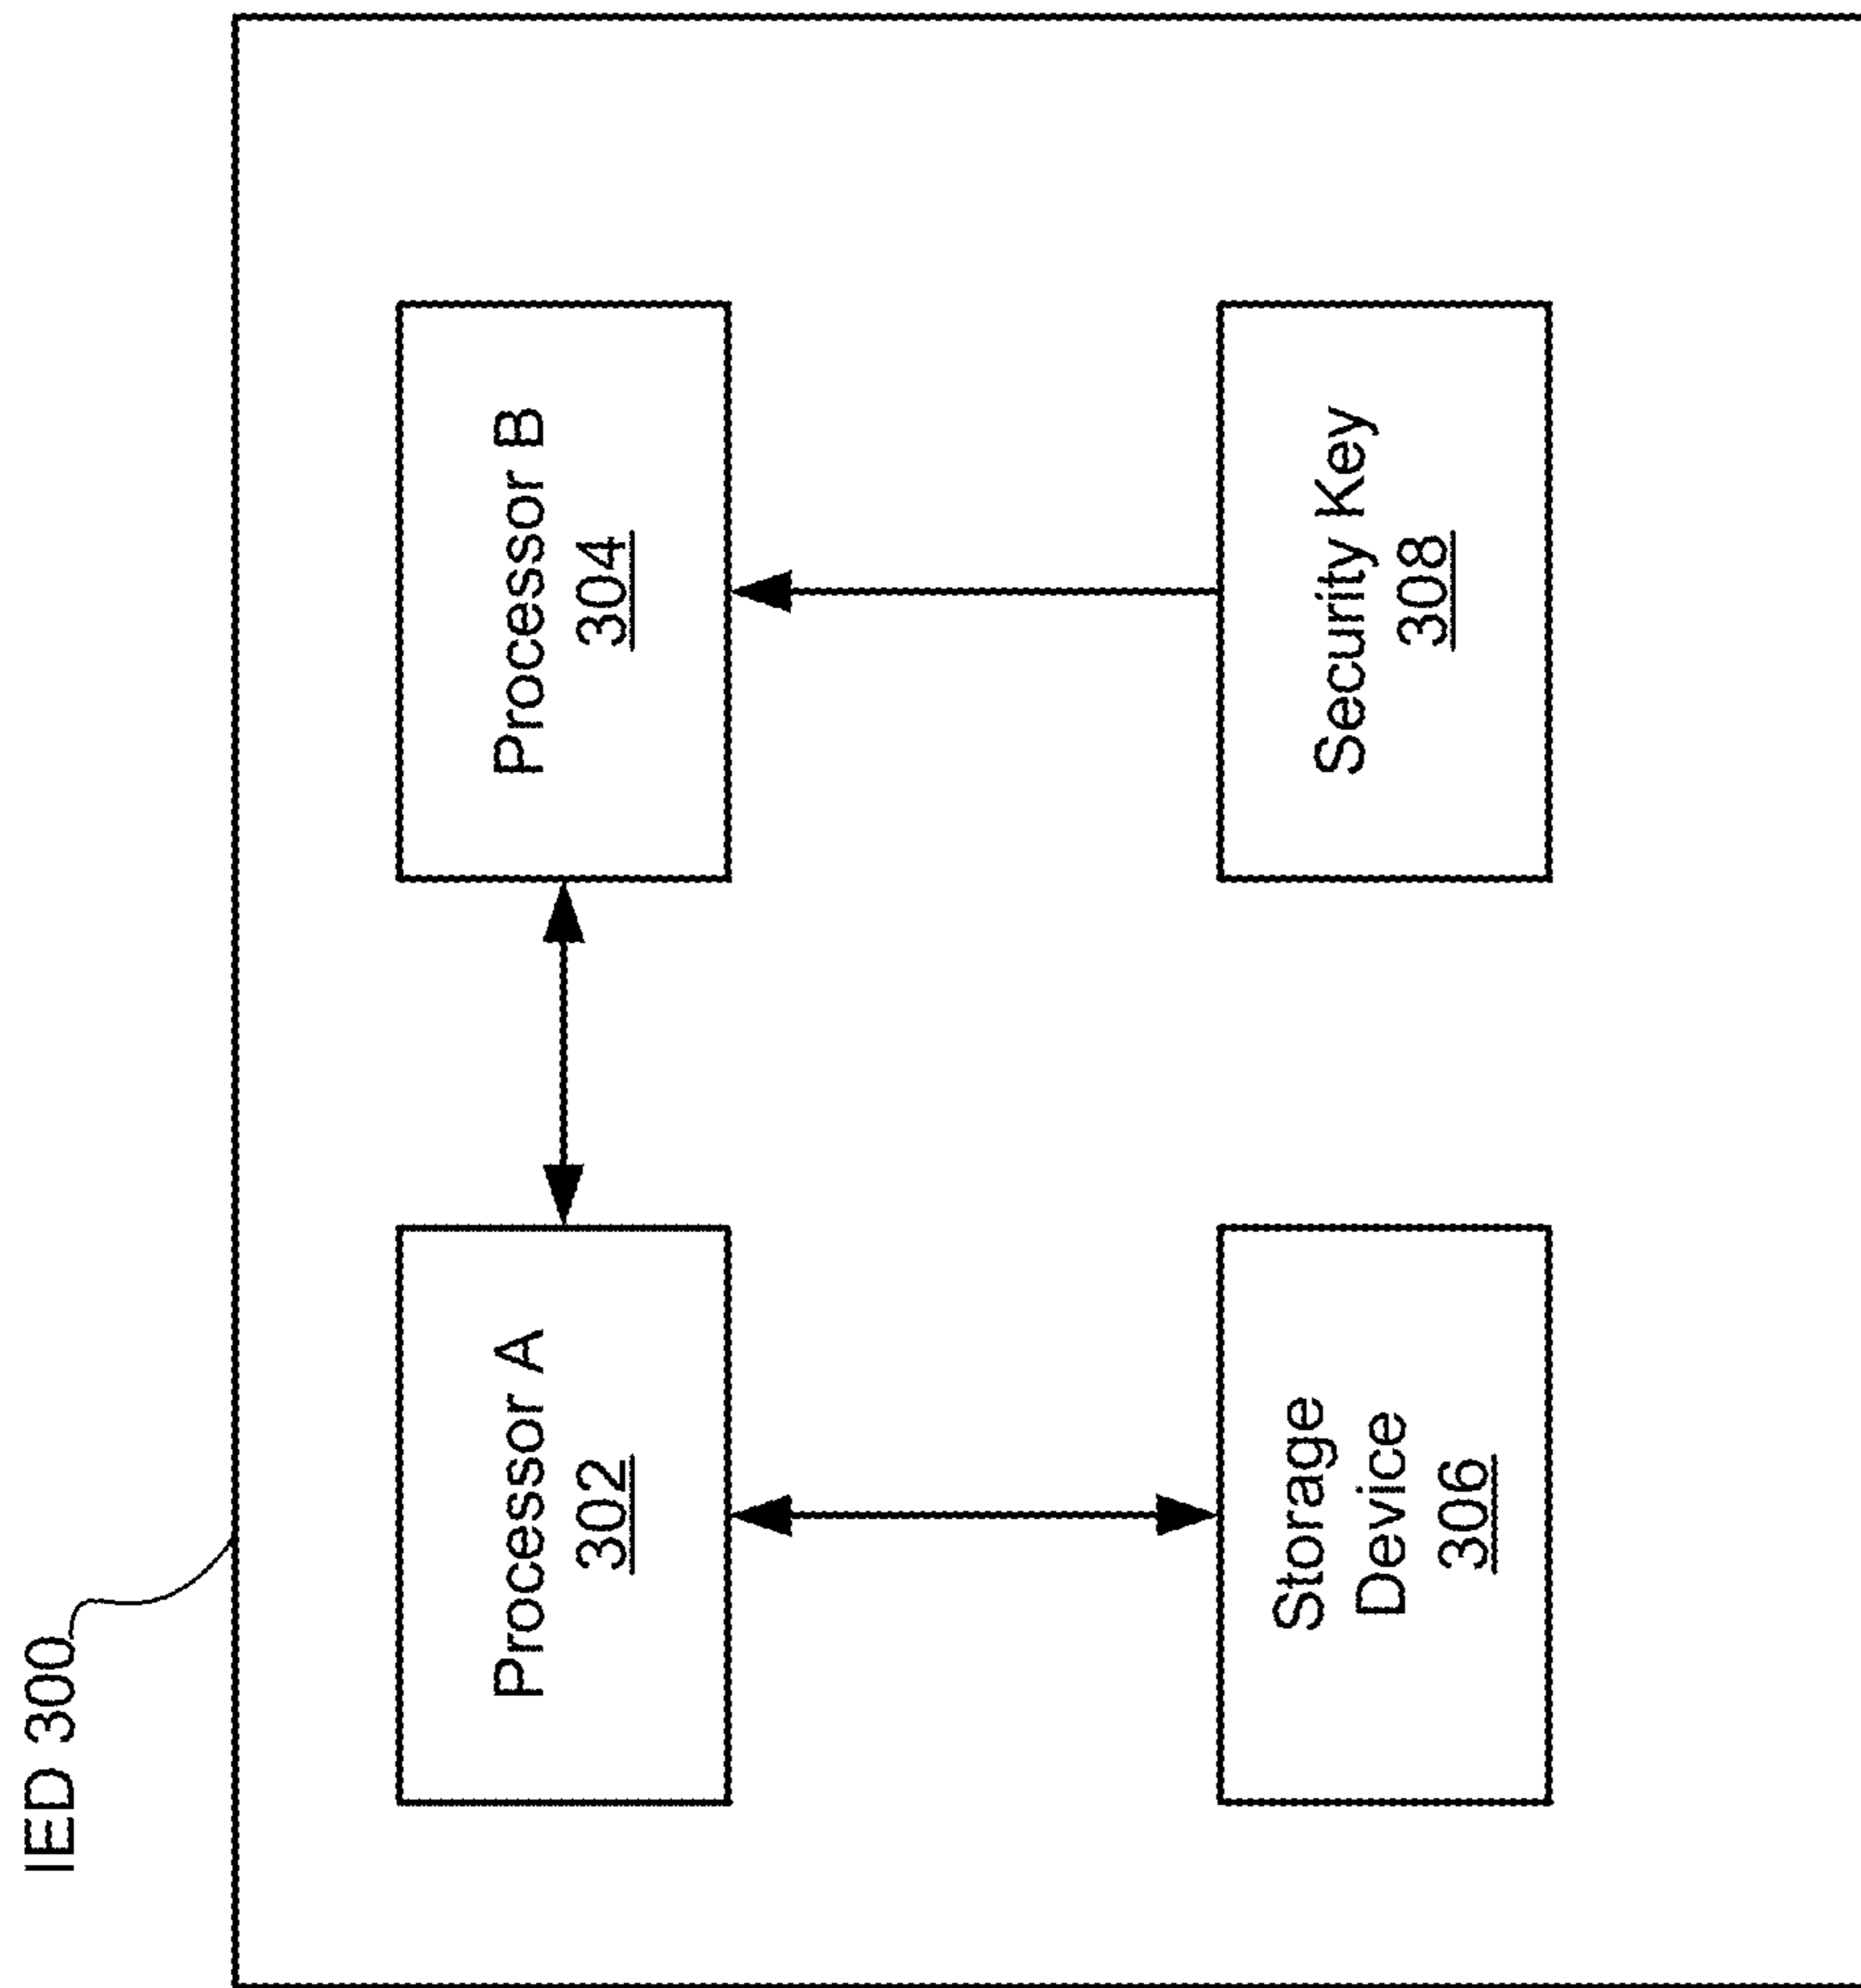 IED 300
Processor A
302
Processor B
304
Storage
Device
306
Security Key
308